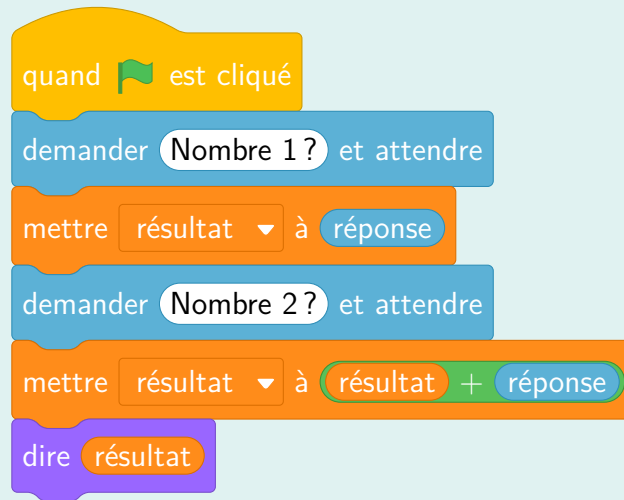 quand est cliqué
demander Nombre 1 ? et attendre
mettre résultat à réponse
demander Nombre 2 ? et attendre
mettre résultat à résultat + réponse
dire résultat